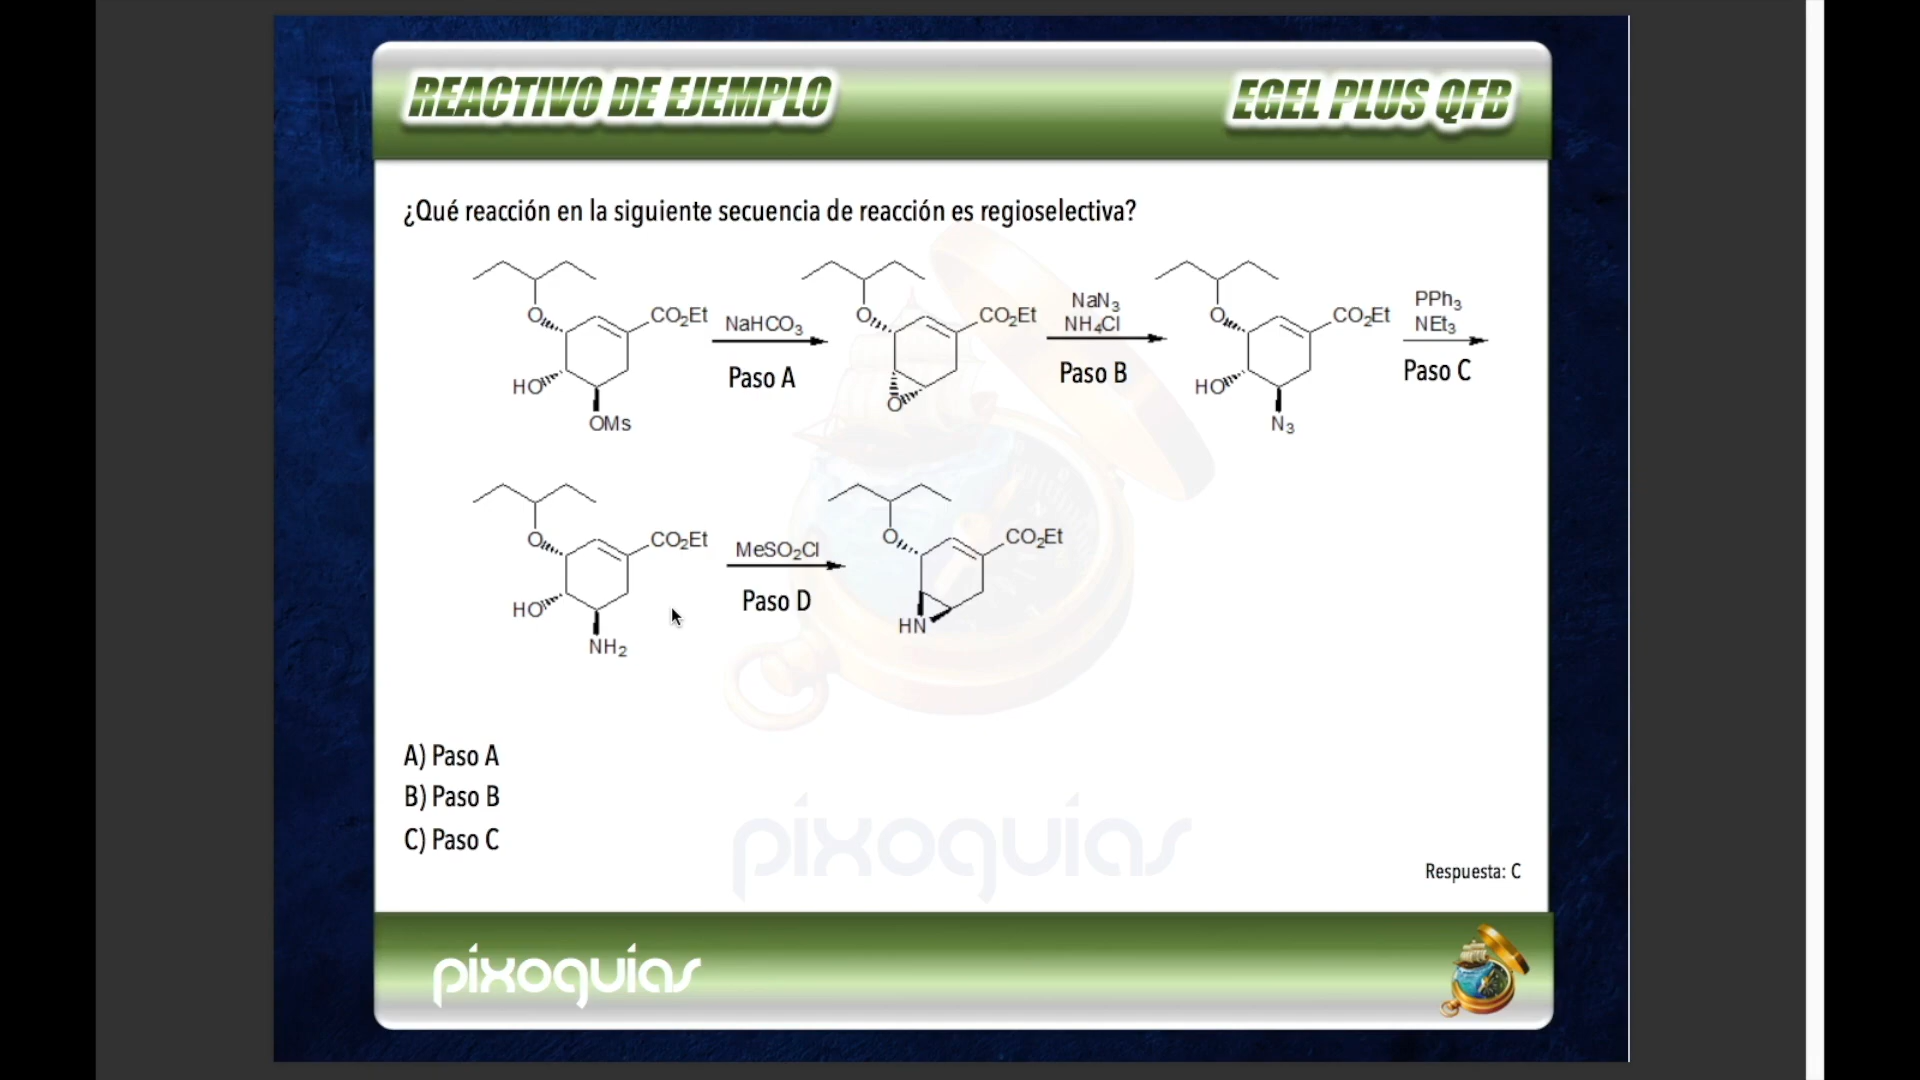 REACTIVO DE EJEMPLO
EGEL PLUS QFB
¿Qué reacción en la siguiente secuencia de reacción es regioselectiva?
O
CO₂Et
HO
OMs
NaHCO₃
Paso A
O
CO₂Et
O
NaN₃
NH₄Cl
Paso B
O
CO₂Et
HO
N₃
PPh₃
NEt₃
Paso C
O
CO₂Et
HO
NH₂
MeSO₂Cl
Paso D
O
CO₂Et
HN
A) Paso A
B) Paso B
C) Paso C
pixoguías
Respuesta: C
pixoguías